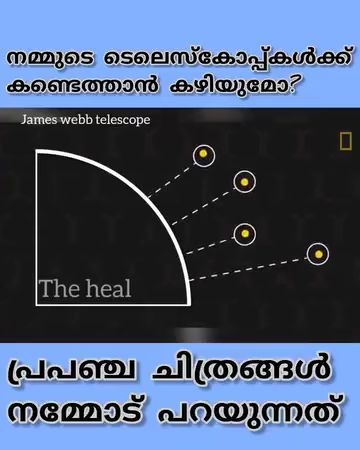 നമ്മുടെ ടെലെസ്കോപ്പ്കൾക്ക്
കണ്ടെത്താൻ കഴിയുമോ?
James webb telescope
The heal
പ്രപഞ്ച ചിത്രങ്ങൾ
നമ്മോട് പറയുന്നത്